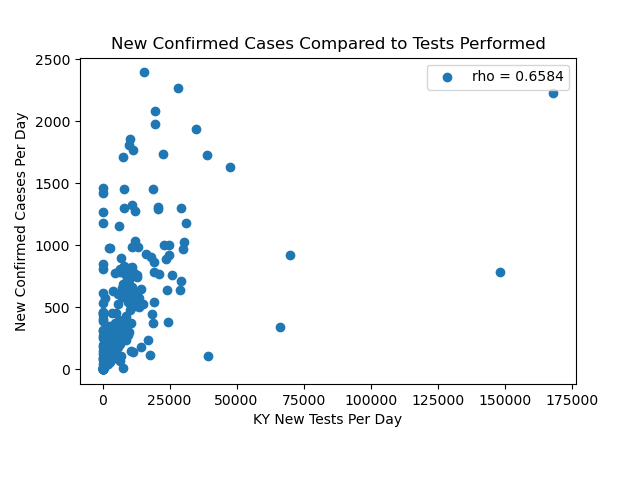 New Confirmed Cases Compared to Tests Performed
rho = 0.6584
New Confirmed Caeses Per Day
2500
2000
1500
1000
500
0
0 25000 50000 75000 100000 125000 150000 175000
KY New Tests Per Day